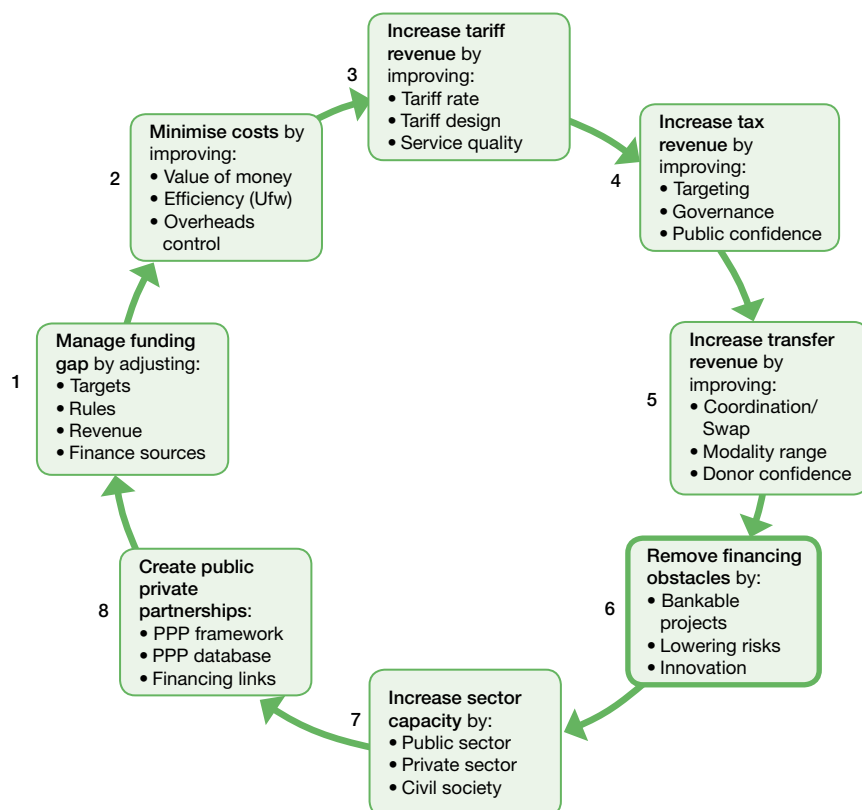 1
Manage funding
gap by adjusting:
• Targets
• Rules
• Revenue
• Finance sources
2
Minimise costs by
improving:
• Value of money
• Efficiency (Ufw)
• Overheads
control
3
Increase tariff
revenue by
improving:
• Tariff rate
• Tariff design
• Service quality
4
Increase tax
revenue by
improving:
• Targeting
• Governance
• Public confidence
5
Increase transfer
revenue by
improving:
• Coordination/
Swap
• Modality range
• Donor confidence
6
Remove financing
obstacles by:
• Bankable
projects
• Lowering risks
• Innovation
7
Increase sector
capacity by:
• Public sector
• Private sector
• Civil society
8
Create public
private
partnerships:
• PPP framework
• PPP database
• Financing links